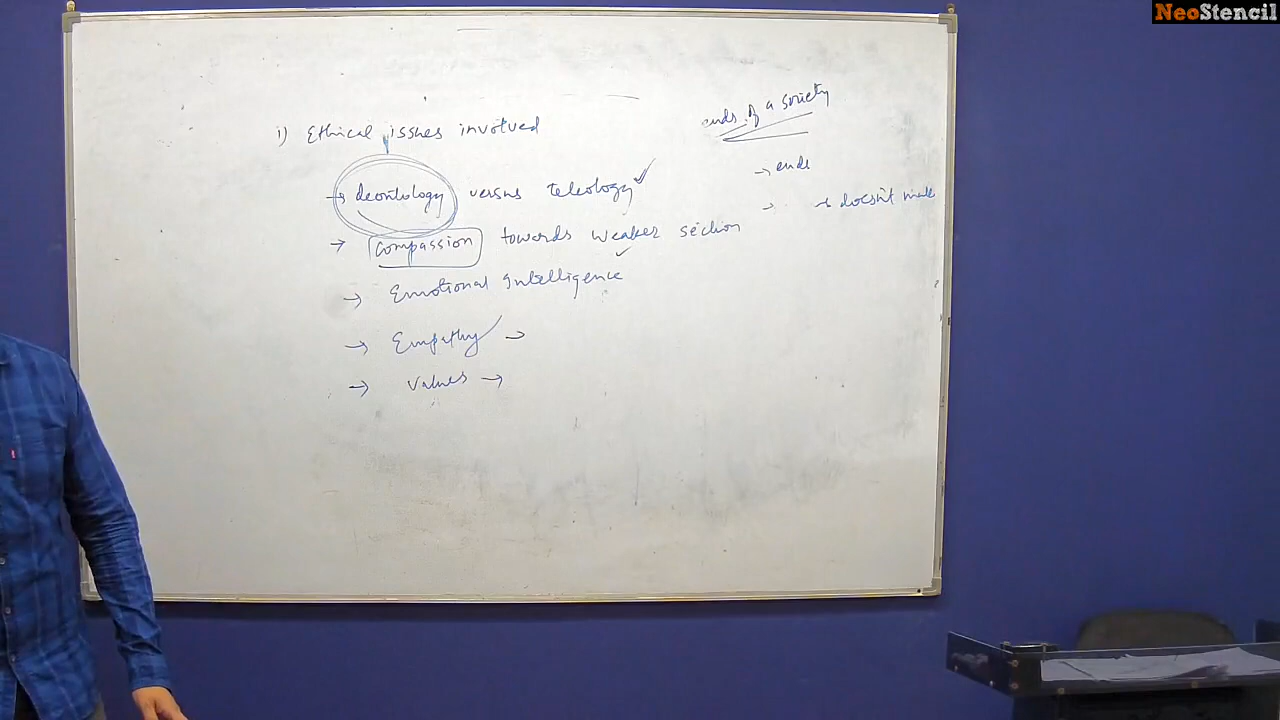 NeoStencil
ends of a society
1) Ethical issues involved
→ ends
→ deontology versus teleology
→ doesn't
→ Compassion towards weaker section
→ Emotional Intelligence
→ Empathy →
→ values →